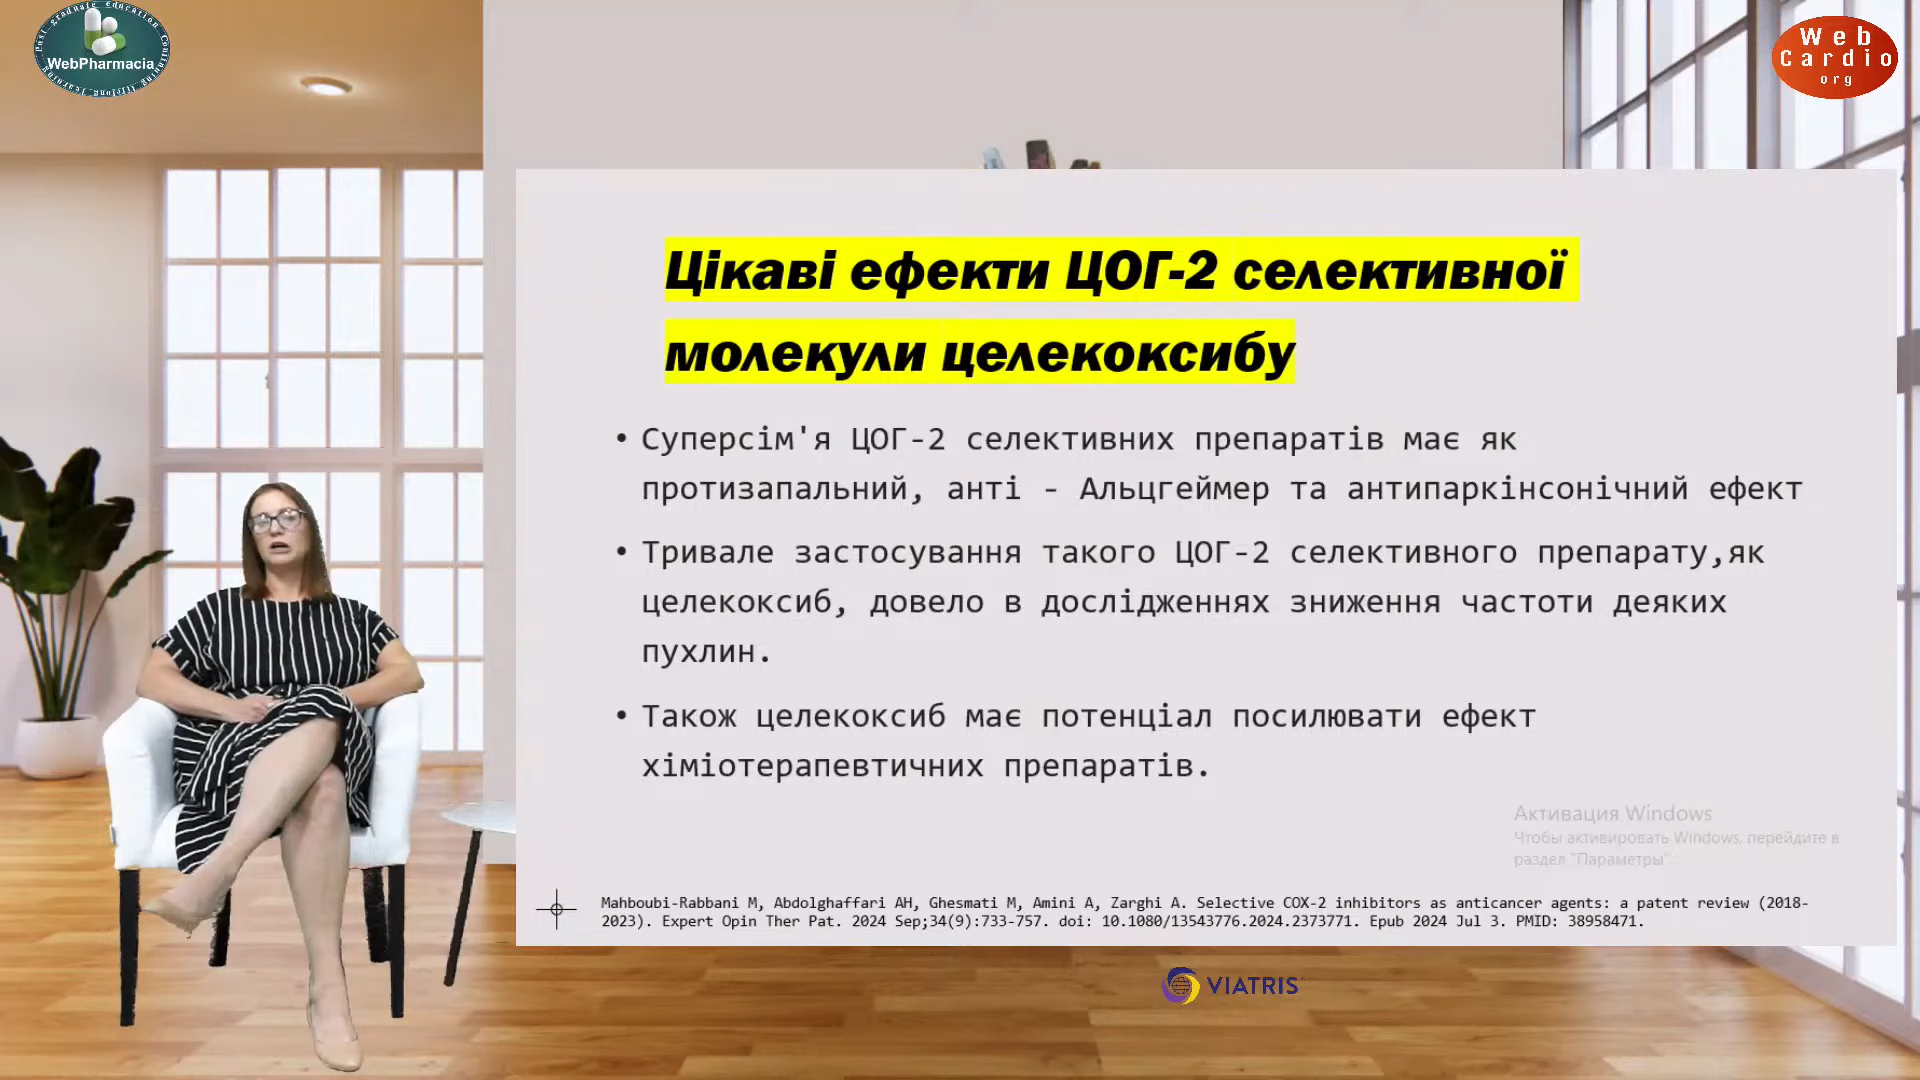 WebPharmacia
Web
Cardio
org
Цікаві ефекти ЦОГ-2 селективної
молекули целекоксибу
• Суперсім'я ЦОГ-2 селективних препаратів має як
протизапальний, анті - Альцгеймер та антипаркінсонічний ефект
• Тривале застосування такого ЦОГ-2 селективного препарату,як
целекоксиб, довело в дослідженнях зниження частоти деяких
пухлин.
• Також целекоксиб має потенціал посилювати ефект
хіміотерапевтичних препаратів.
Активация Windows
Чтобы активировать Windows, перейдите в
раздел "Параметры".
Mahboubi-Rabbani M, Abdolghaffari AH, Ghesmati M, Amini A, Zarghi A. Selective COX-2 inhibitors as anticancer agents: a patent review (2018-
2023). Expert Opin Ther Pat. 2024 Sep;34(9):733-757. doi: 10.1080/13543776.2024.2373771. Epub 2024 Jul 3. PMID: 38958471.
VIATRIS